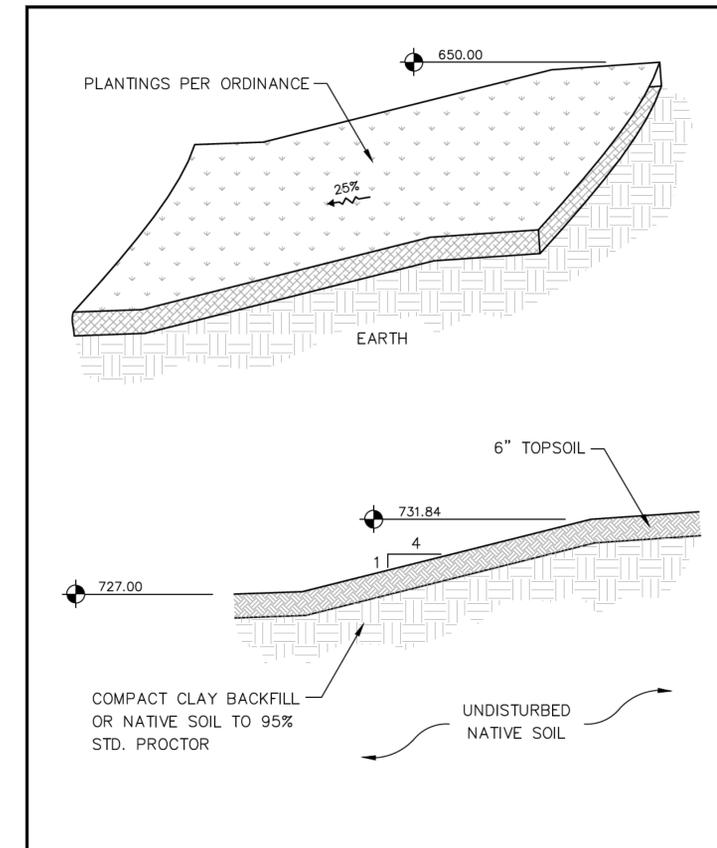 650.00
PLANTINGS PER ORDINANCE
25%
EARTH
6" TOPSOIL
731.84
4
1
727.00
COMPACT CLAY BACKFILL
OR NATIVE SOIL TO 95%
STD. PROCTOR
UNDISTURBED
NATIVE SOIL